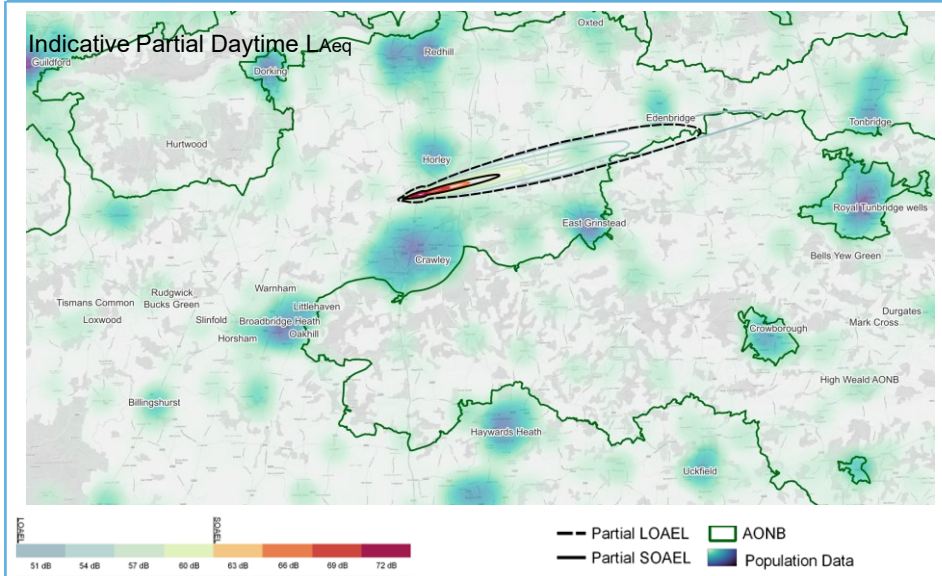 Indicative Partial Daytime LAeq
Oxted
Redhill
Guildford
Dorking
Edenbridge
Tonbridge
Hurtwood
Horley
Royal Tunbridge wells
East Grinstead
Bells Yew Green
Crawley
Warnham
Rudgwick
Tismans Common
Bucks Green
Littlehaven
Loxwood
Slinfold
Broadbridge Heath
Durgates
Mark Cross
Crowborough
Oakhill
Horsham
High Weald AONB
Billingshurst
Haywards Heath
Uckfield
LOAEL
SOAEL
51 dB 54 dB 57 dB 60 dB 63 dB 66 dB 69 dB 72 dB
Partial LOAEL
AONB
Partial SOAEL
Population Data